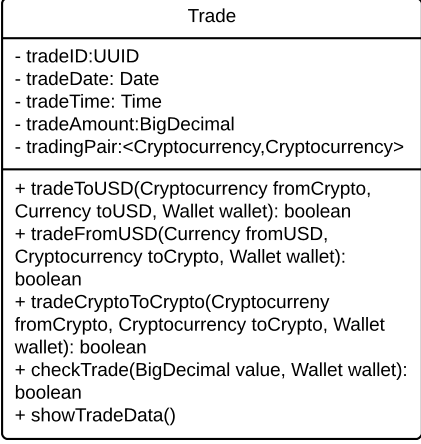 Trade
- tradeID:UUID
- tradeDate: Date
- tradeTime: Time
- tradeAmount:BigDecimal
- tradingPair:<Cryptocurrency,Cryptocurrency>
+ tradeToUSD(Cryptocurrency fromCrypto,
Currency toUSD, Wallet wallet): boolean
+ tradeFromUSD(Currency fromUSD,
Cryptocurrency toCrypto, Wallet wallet):
boolean
+ tradeCryptoToCrypto(Cryptocurreny
fromCrypto, Cryptocurrency toCrypto, Wallet
wallet): boolean
+ checkTrade(BigDecimal value, Wallet wallet):
boolean
+ showTradeData()